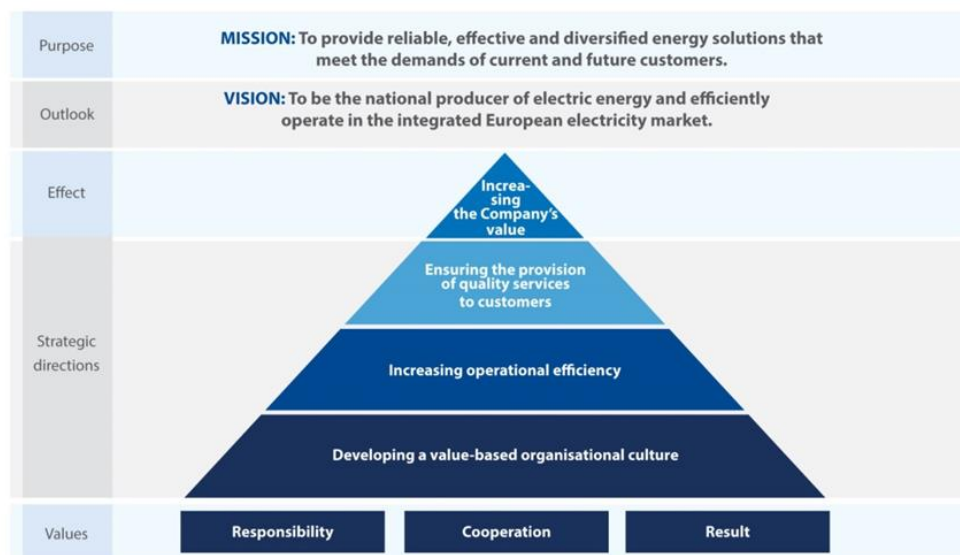 Purpose
MISSION: To provide reliable, effective and diversified energy solutions that
meet the demands of current and future customers.
Outlook
VISION: To be the national producer of electric energy and efficiently
operate in the integrated European electricity market.
Effect
Increa-
sing
the Company's
value
Strategic
directions
Ensuring the provision
of quality services
to customers
Increasing operational efficiency
Developing a value-based organisational culture
Values
Responsibility
Cooperation
Result